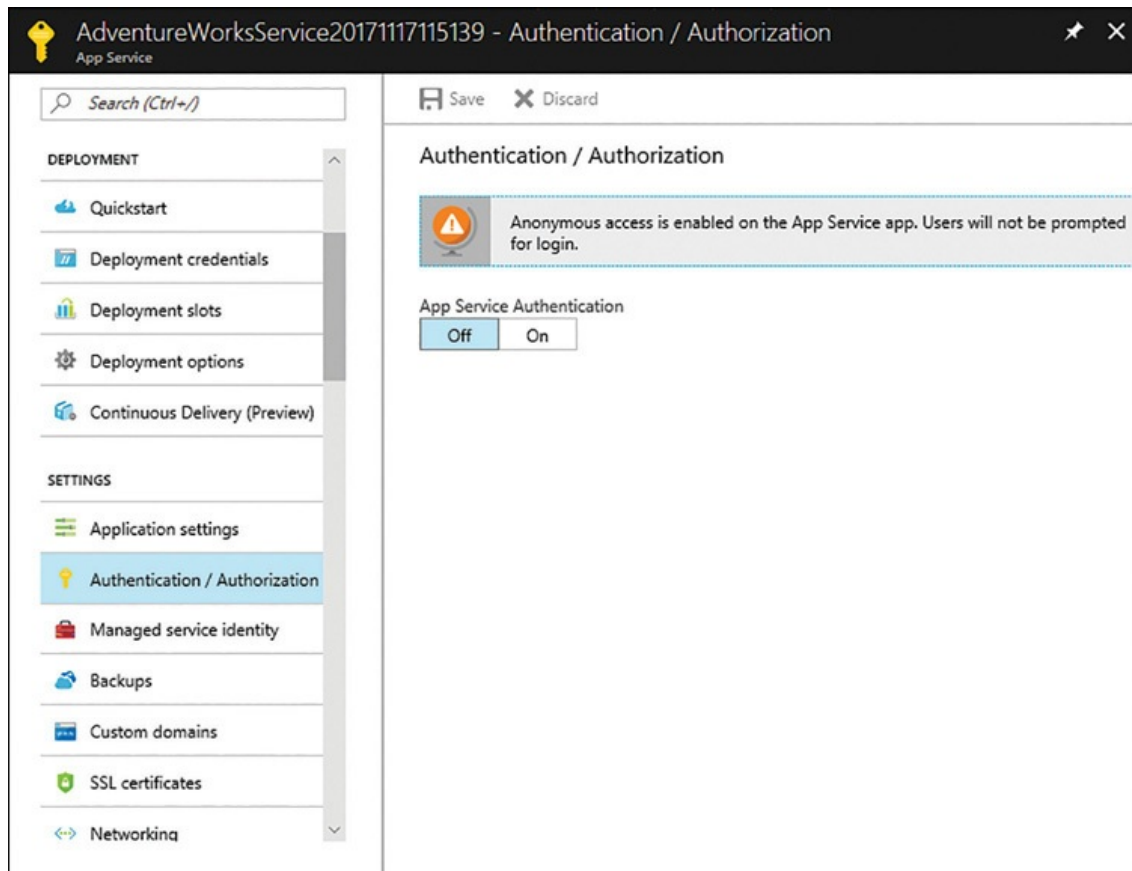 AdventureWorksService20171117115139 - Authentication / Authorization
App Service
Search (Ctrl+/)
DEPLOYMENT
Quickstart
Deployment credentials
Deployment slots
Deployment options
Continuous Delivery (Preview)
SETTINGS
Application settings
Authentication / Authorization
Managed service identity
Backups
Custom domains
SSL certificates
Networking
Save Discard
Authentication / Authorization
Anonymous access is enabled on the App Service app. Users will not be prompted
for login.
App Service Authentication
Off On